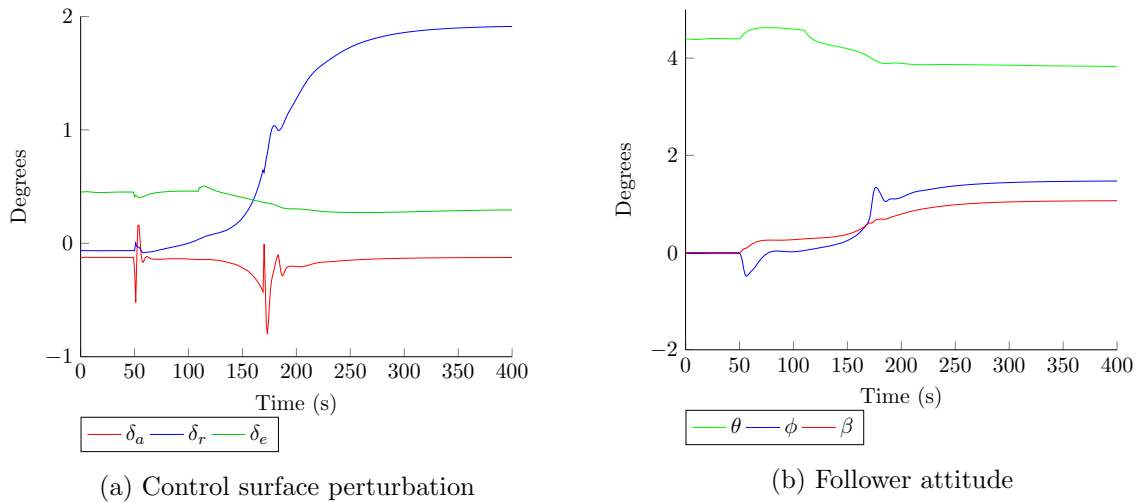 2
1
0
−1
Degrees
0 50 100 150 200 250 300 350 400
Time (s)
δa δr δe
(a) Control surface perturbation
4
2
0
−2
Degrees
0 50 100 150 200 250 300 350 400
Time (s)
θ ϕ β
(b) Follower attitude